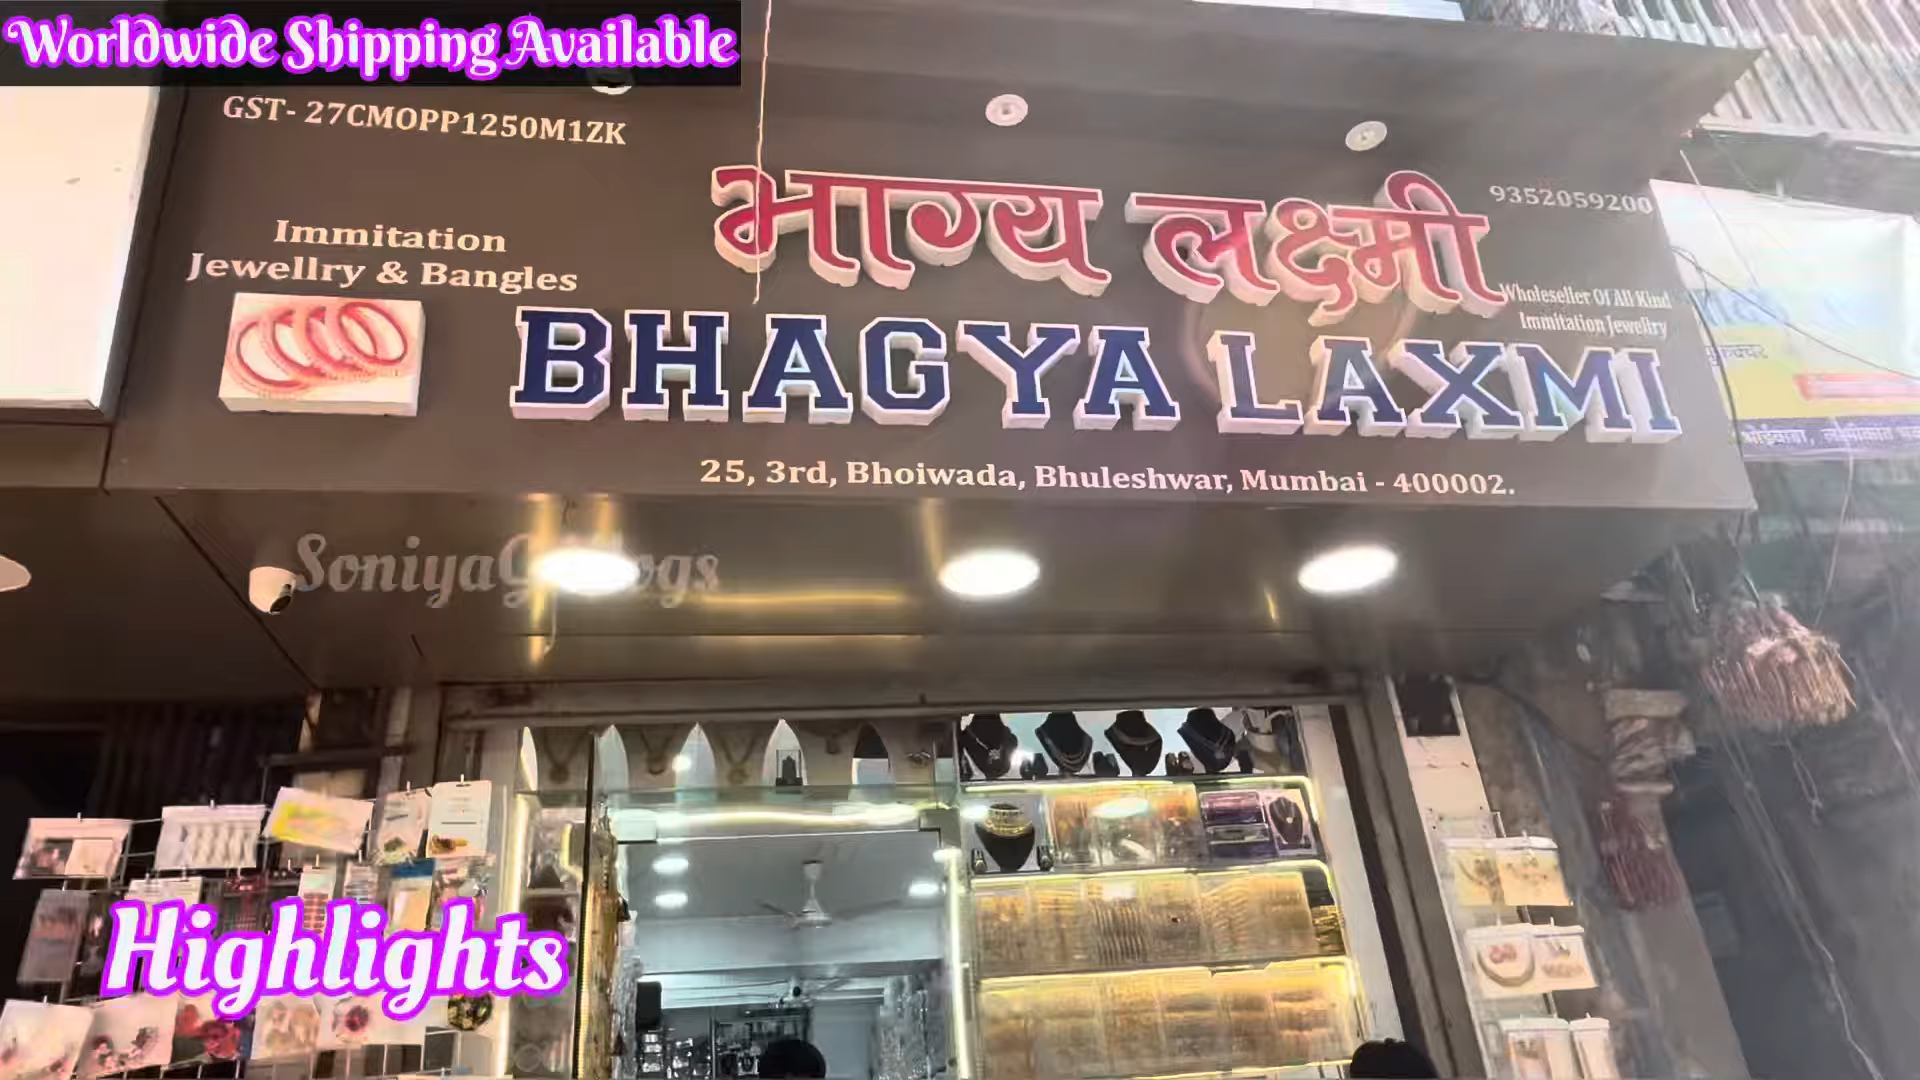 Worldwide Shipping Available
GST- 27CMOPP1250M1ZK
भाग्य लक्ष्मी
9352059200
Immitation
Jewellry & Bangles
Wholeseller Of All Kind
Immitation Jewellry
BHAGYA LAXMI
25, 3rd, Bhoiwada, Bhuleshwar, Mumbai - 400002.
Highlights